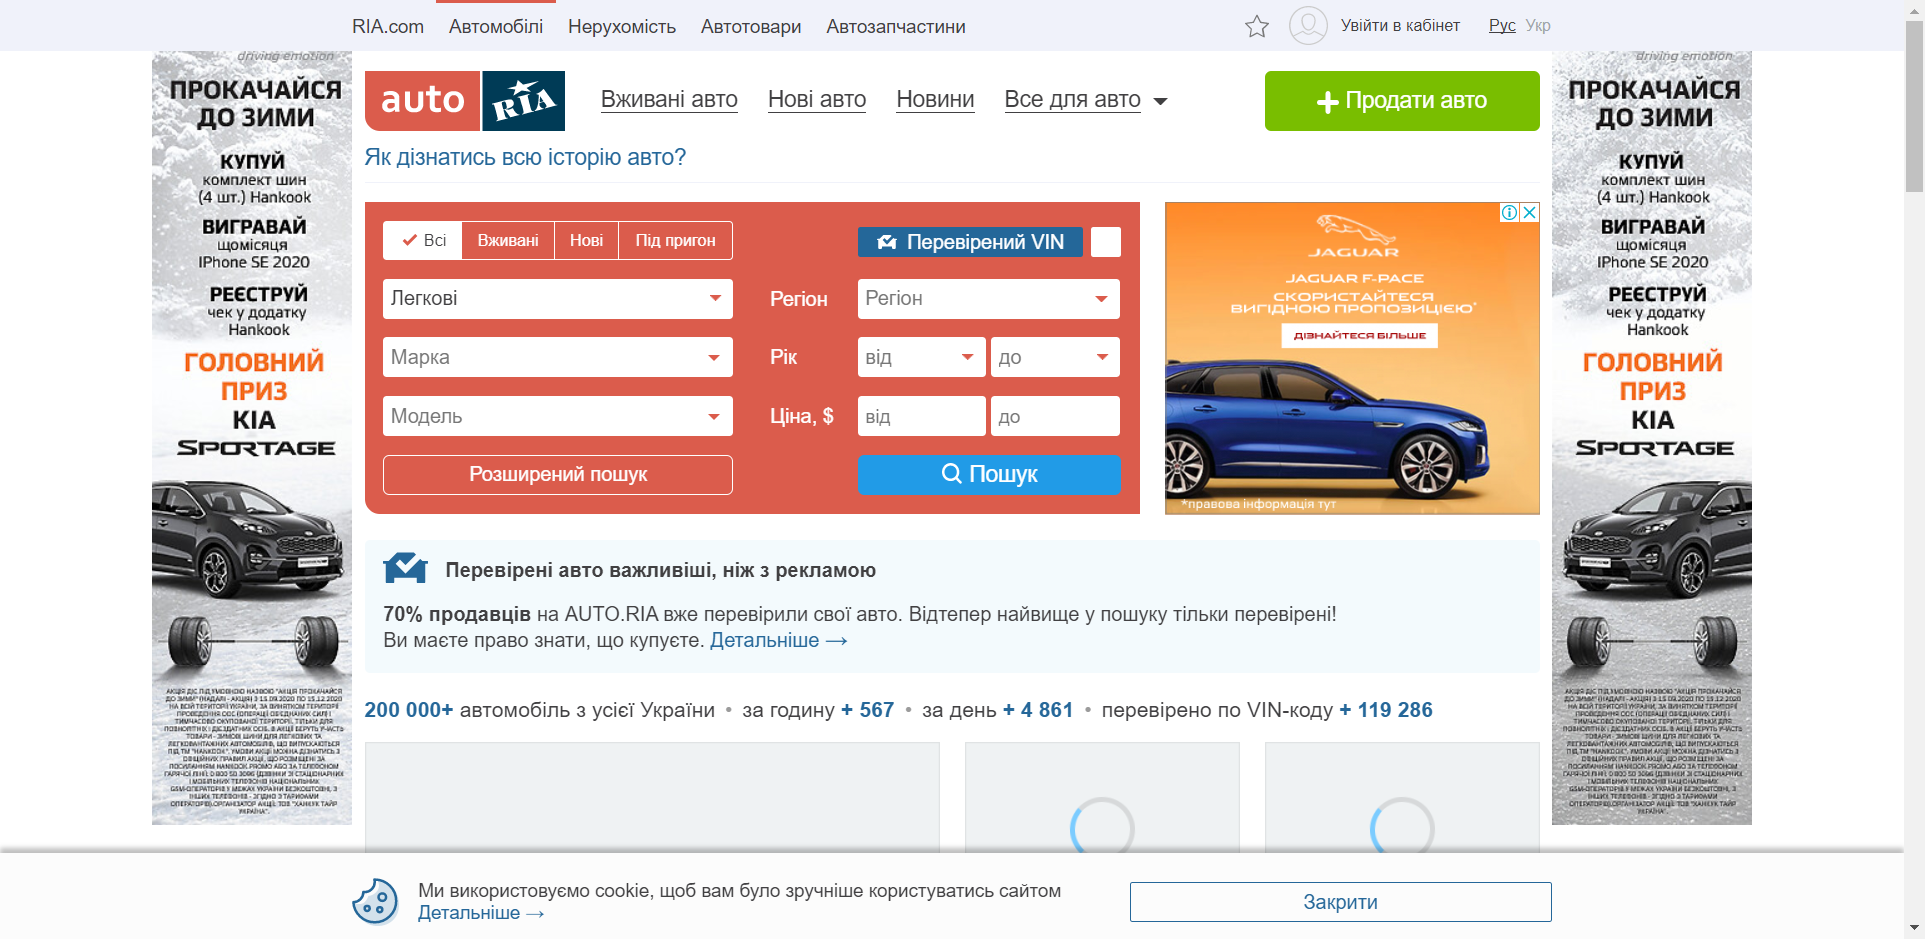 RIA.com Автомобілі Нерухомість Автотовари Автозапчастини Увійти в кабінет Рус Укр
driving emotion
ПРОКАЧАЙСЯ
ДО ЗИМИ
КУПУЙ
комплект шин
(4 шт.) Hankook
ВИГРАВАЙ
щомісяця
IPhone SE 2020
РЕЄСТРУЙ
чек у додатку
Hankook
ГОЛОВНИЙ
ПРИЗ
KIA
SPORTAGE
auto RIA Вживані авто Нові авто Новини Все для авто Продати авто
Як дізнатись всю історію авто?
Всі Вживані Нові Під пригон Перевірений VIN
Легкові Регіон Регіон
Марка Рік від до
Модель Ціна, $ від до
Розширений пошук Пошук
JAGUAR
JAGUAR F-PACE
СКОРИСТАЙТЕСЯ
ВИГІДНОЮ ПРОПОЗИЦІЄЮ*
ДІЗНАЙТЕСЯ БІЛЬШЕ
*правова інформація тут
Перевірені авто важливіші, ніж з рекламою
70% продавців на AUTO.RIA вже перевірили свої авто. Відтепер найвище у пошуку тільки перевірені!
Ви маєте право знати, що купуєте. Детальніше →
200 000+ автомобіль з усієї України • за годину + 567 • за день + 4 861 • перевірено по VIN-коду + 119 286
driving emotion
ПРОКАЧАЙСЯ
ДО ЗИМИ
КУПУЙ
комплект шин
(4 шт.) Hankook
ВИГРАВАЙ
щомісяця
IPhone SE 2020
РЕЄСТРУЙ
чек у додатку
Hankook
ГОЛОВНИЙ
ПРИЗ
KIA
SPORTAGE
Ми використовуємо cookie, щоб вам було зручніше користуватись сайтом
Детальніше →
Закрити